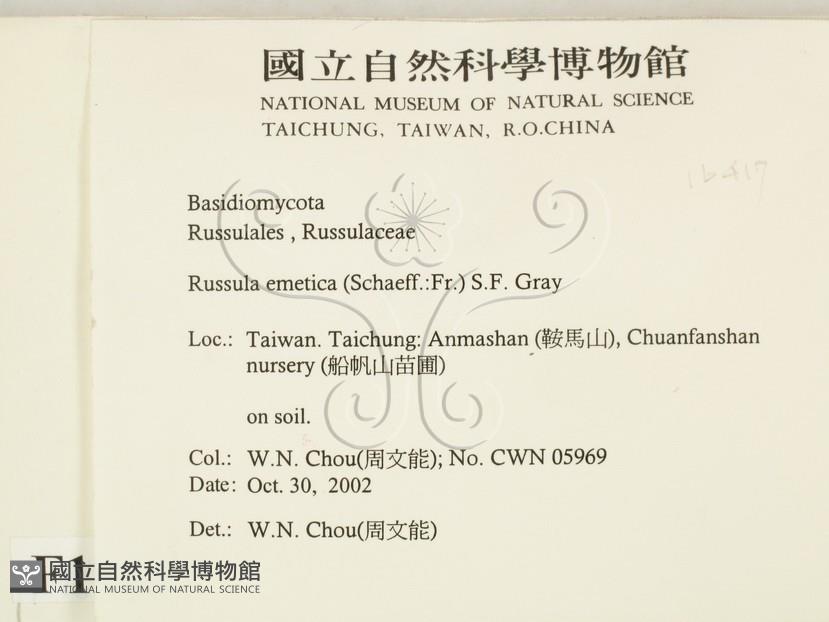 國立自然科學博物館
NATIONAL MUSEUM OF NATURAL SCIENCE
TAICHUNG, TAIWAN, R.O.CHINA
Basidiomycota
Russulales , Russulaceae
Russula emetica (Schaeff.:Fr.) S.F. Gray
Loc.: Taiwan. Taichung: Anmashan (鞍馬山), Chuanfanshan
nursery (船帆山苗圃)
on soil.
Col.: W.N. Chou(周文能); No. CWN 05969
Date: Oct. 30, 2002
Det.: W.N. Chou(周文能)
國立自然科學博物館
NATIONAL MUSEUM OF NATURAL SCIENCE